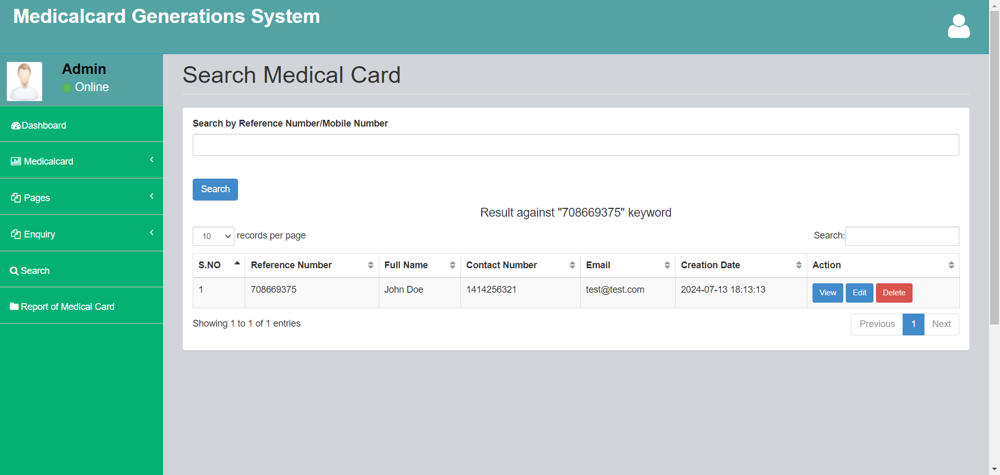 Medicalcard Generations System
Admin
Online
Dashboard
Medicalcard
Pages
Enquiry
Search
Report of Medical Card
Search Medical Card
Search by Reference Number/Mobile Number
Search
Result against "708669375" keyword
10 records per page
Search:
S.NO Reference Number Full Name Contact Number Email Creation Date Action
1 708669375 John Doe 1414256321 test@test.com 2024-07-13 18:13:13 View Edit Delete
Showing 1 to 1 of 1 entries
Previous 1 Next